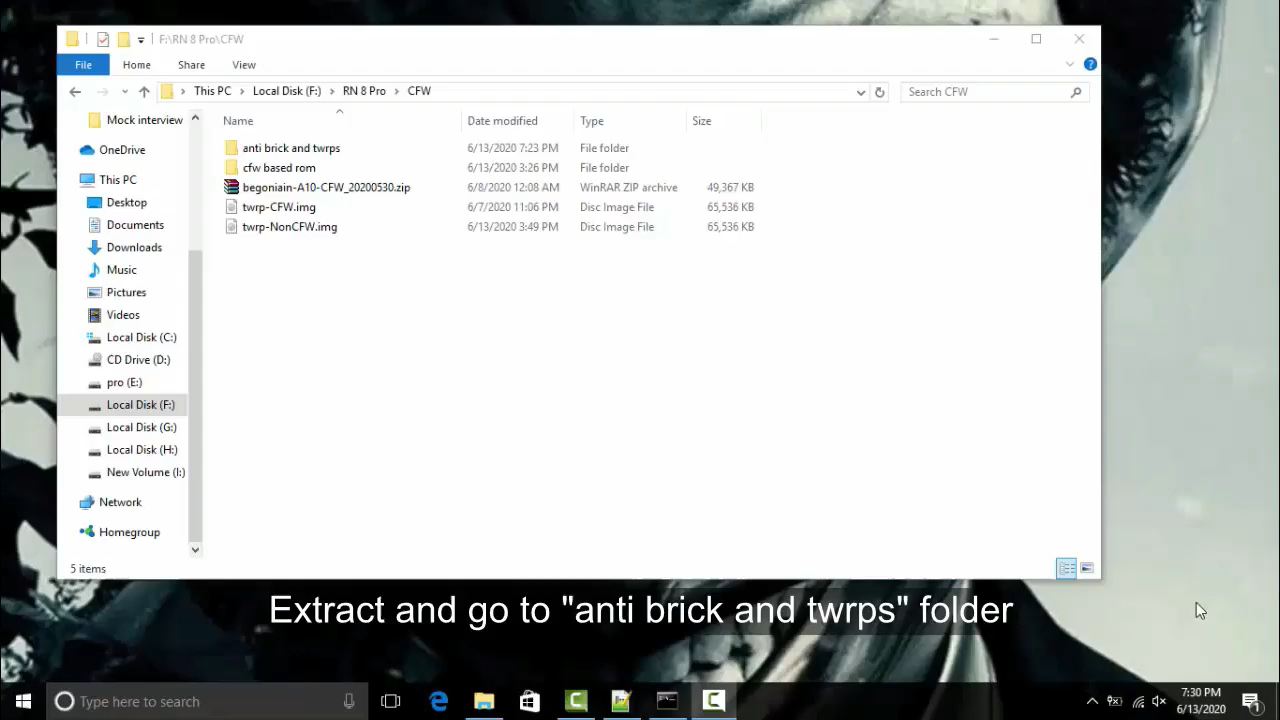 F:\RN 8 Pro\CFW
File Home Share View
This PC Local Disk (F:) RN 8 Pro CFW
Search CFW
Name Date modified Type Size
anti brick and twrps 6/13/2020 7:23 PM File folder
cfw based rom 6/13/2020 3:26 PM File folder
begoniain-A10-CFW_20200530.zip 6/8/2020 12:08 AM WinRAR ZIP archive 49,367 KB
twrp-CFW.img 6/7/2020 11:06 PM Disc Image File 65,536 KB
twrp-NonCFW.img 6/13/2020 3:49 PM Disc Image File 65,536 KB
Mock interview
OneDrive
This PC
Desktop
Documents
Downloads
Music
Pictures
Videos
Local Disk (C:)
CD Drive (D:)
pro (E:)
Local Disk (F:)
Local Disk (G:)
Local Disk (H:)
New Volume (I:)
Network
Homegroup
5 items
Extract and go to "anti brick and twrps" folder
Type here to search
7:30 PM
6/13/2020
1